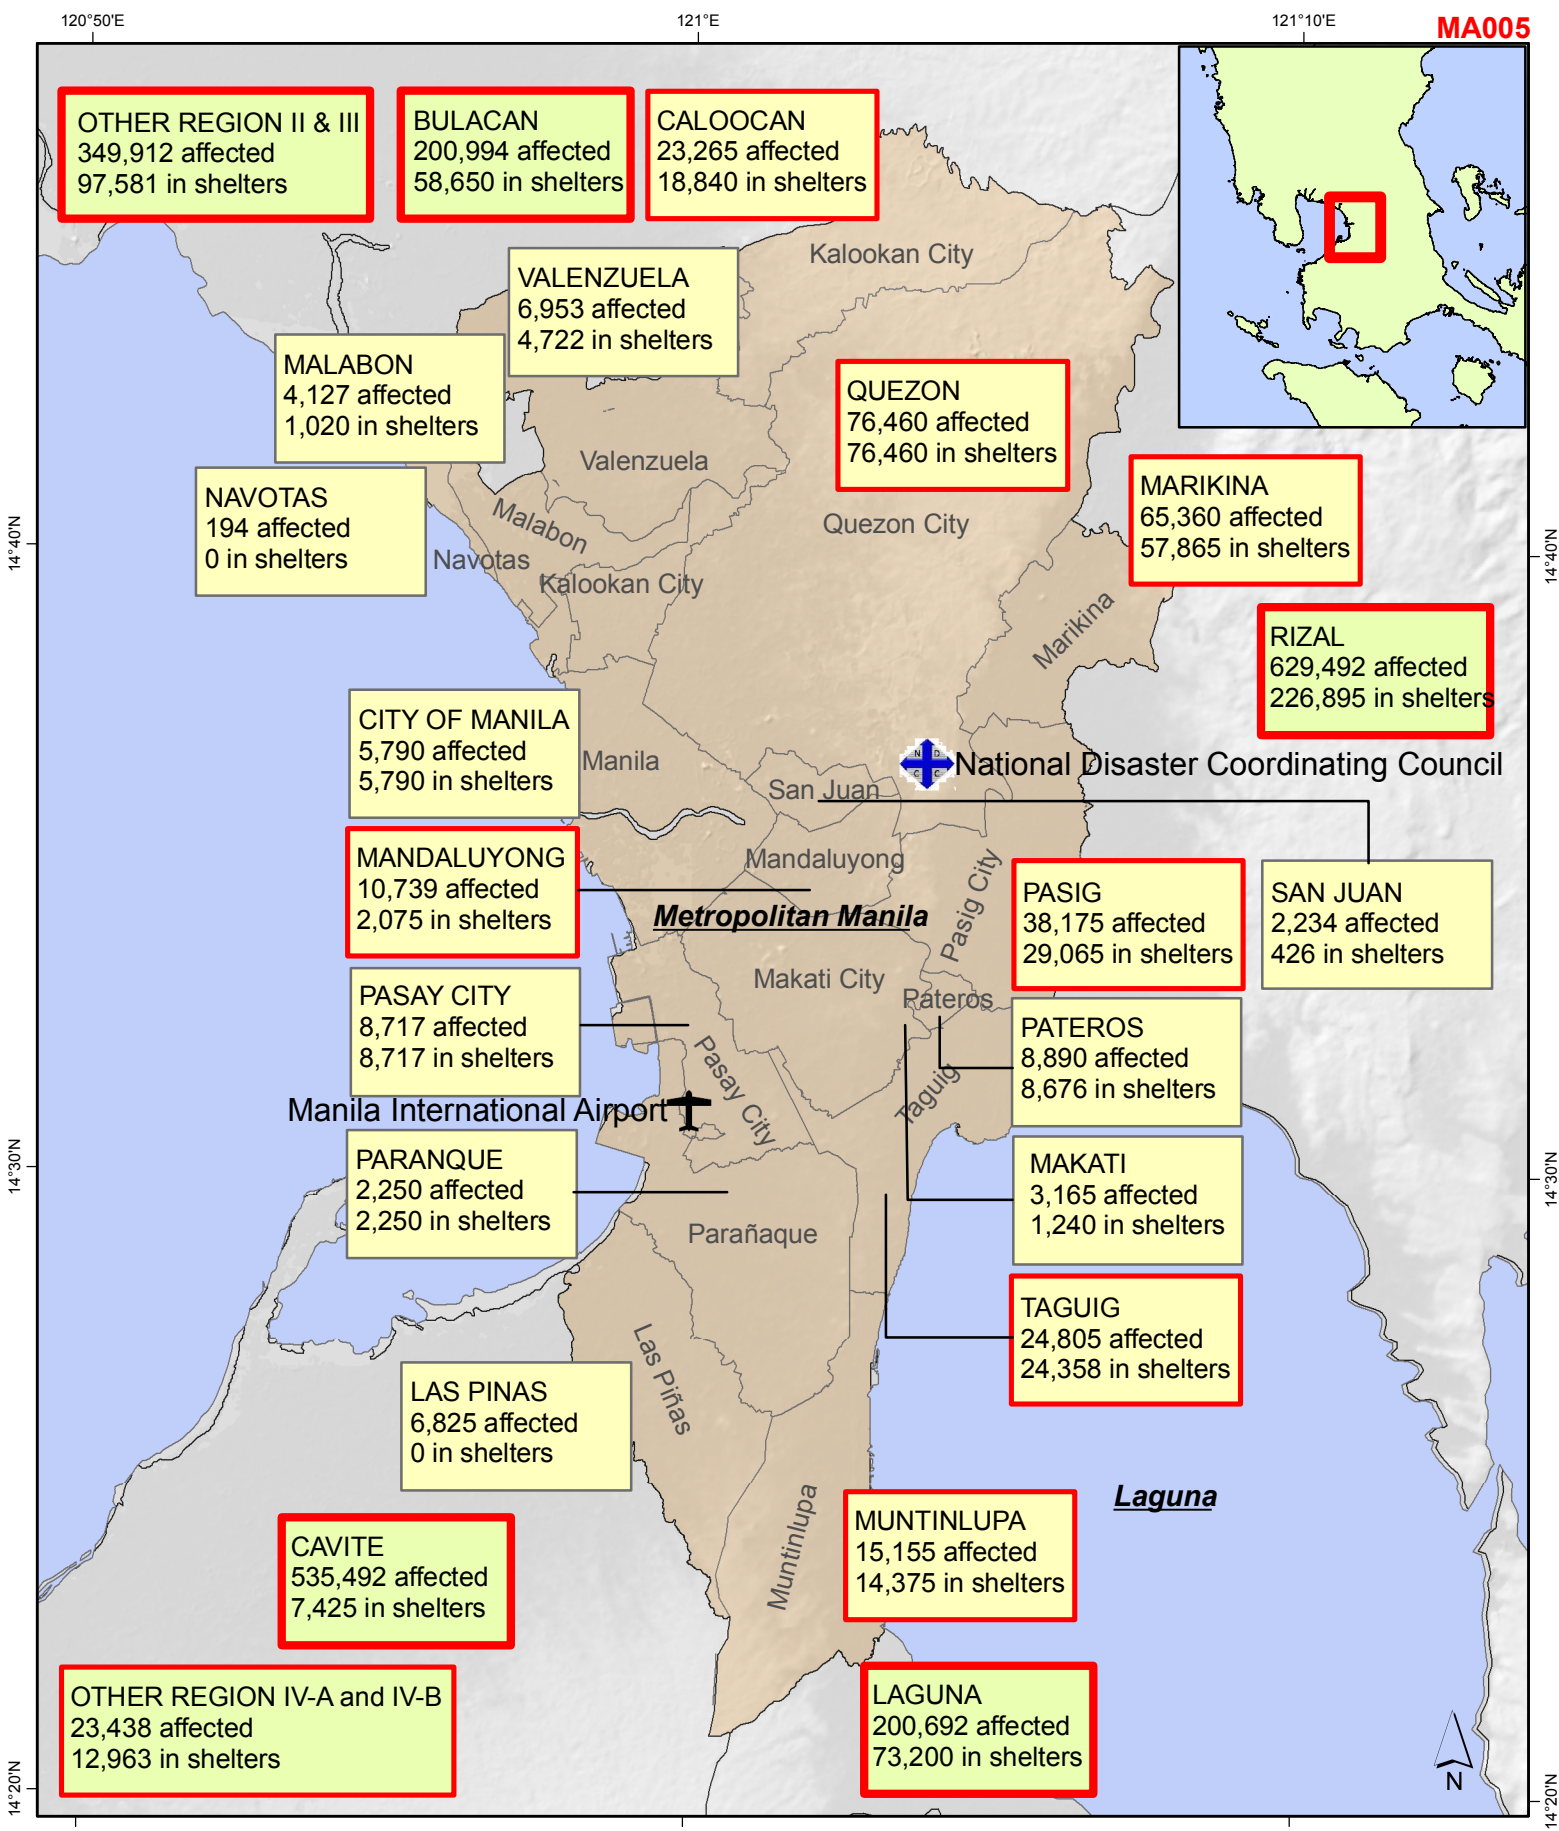 120°50'E
121°E
121°10'E
MA005
OTHER REGION II & III
349,912 affected
97,581 in shelters
BULACAN
200,994 affected
58,650 in shelters
CALOOCAN
23,265 affected
18,840 in shelters
Kalookan City
VALENZUELA
6,953 affected
4,722 in shelters
MALABON
4,127 affected
1,020 in shelters
QUEZON
76,460 affected
76,460 in shelters
Valenzuela
NAVOTAS
194 affected
0 in shelters
MARIKINA
65,360 affected
57,865 in shelters
Malabon
Quezon City
14°40'N
14°40'N
Navotas
Kalookan City
Marikina
RIZAL
629,492 affected
226,895 in shelters
CITY OF MANILA
5,790 affected
5,790 in shelters
Manila
N D
C C
National Disaster Coordinating Council
San Juan
MANDALUYONG
10,739 affected
2,075 in shelters
Mandaluyong
Pasig City
PASIG
38,175 affected
29,065 in shelters
SAN JUAN
2,234 affected
426 in shelters
Metropolitan Manila
Makati City
PASAY CITY
8,717 affected
8,717 in shelters
Pateros
PATEROS
8,890 affected
8,676 in shelters
Pasay City
Taguig
Manila International Airport
PARANQUE
2,250 affected
2,250 in shelters
MAKATI
3,165 affected
1,240 in shelters
14°30'N
14°30'N
Parañaque
TAGUIG
24,805 affected
24,358 in shelters
Las Piñas
LAS PINAS
6,825 affected
0 in shelters
Laguna
Muntinlupa
MUNTINLUPA
15,155 affected
14,375 in shelters
CAVITE
535,492 affected
7,425 in shelters
OTHER REGION IV-A and IV-B
23,438 affected
12,963 in shelters
LAGUNA
200,692 affected
73,200 in shelters
N
14°20'N
14°20'N